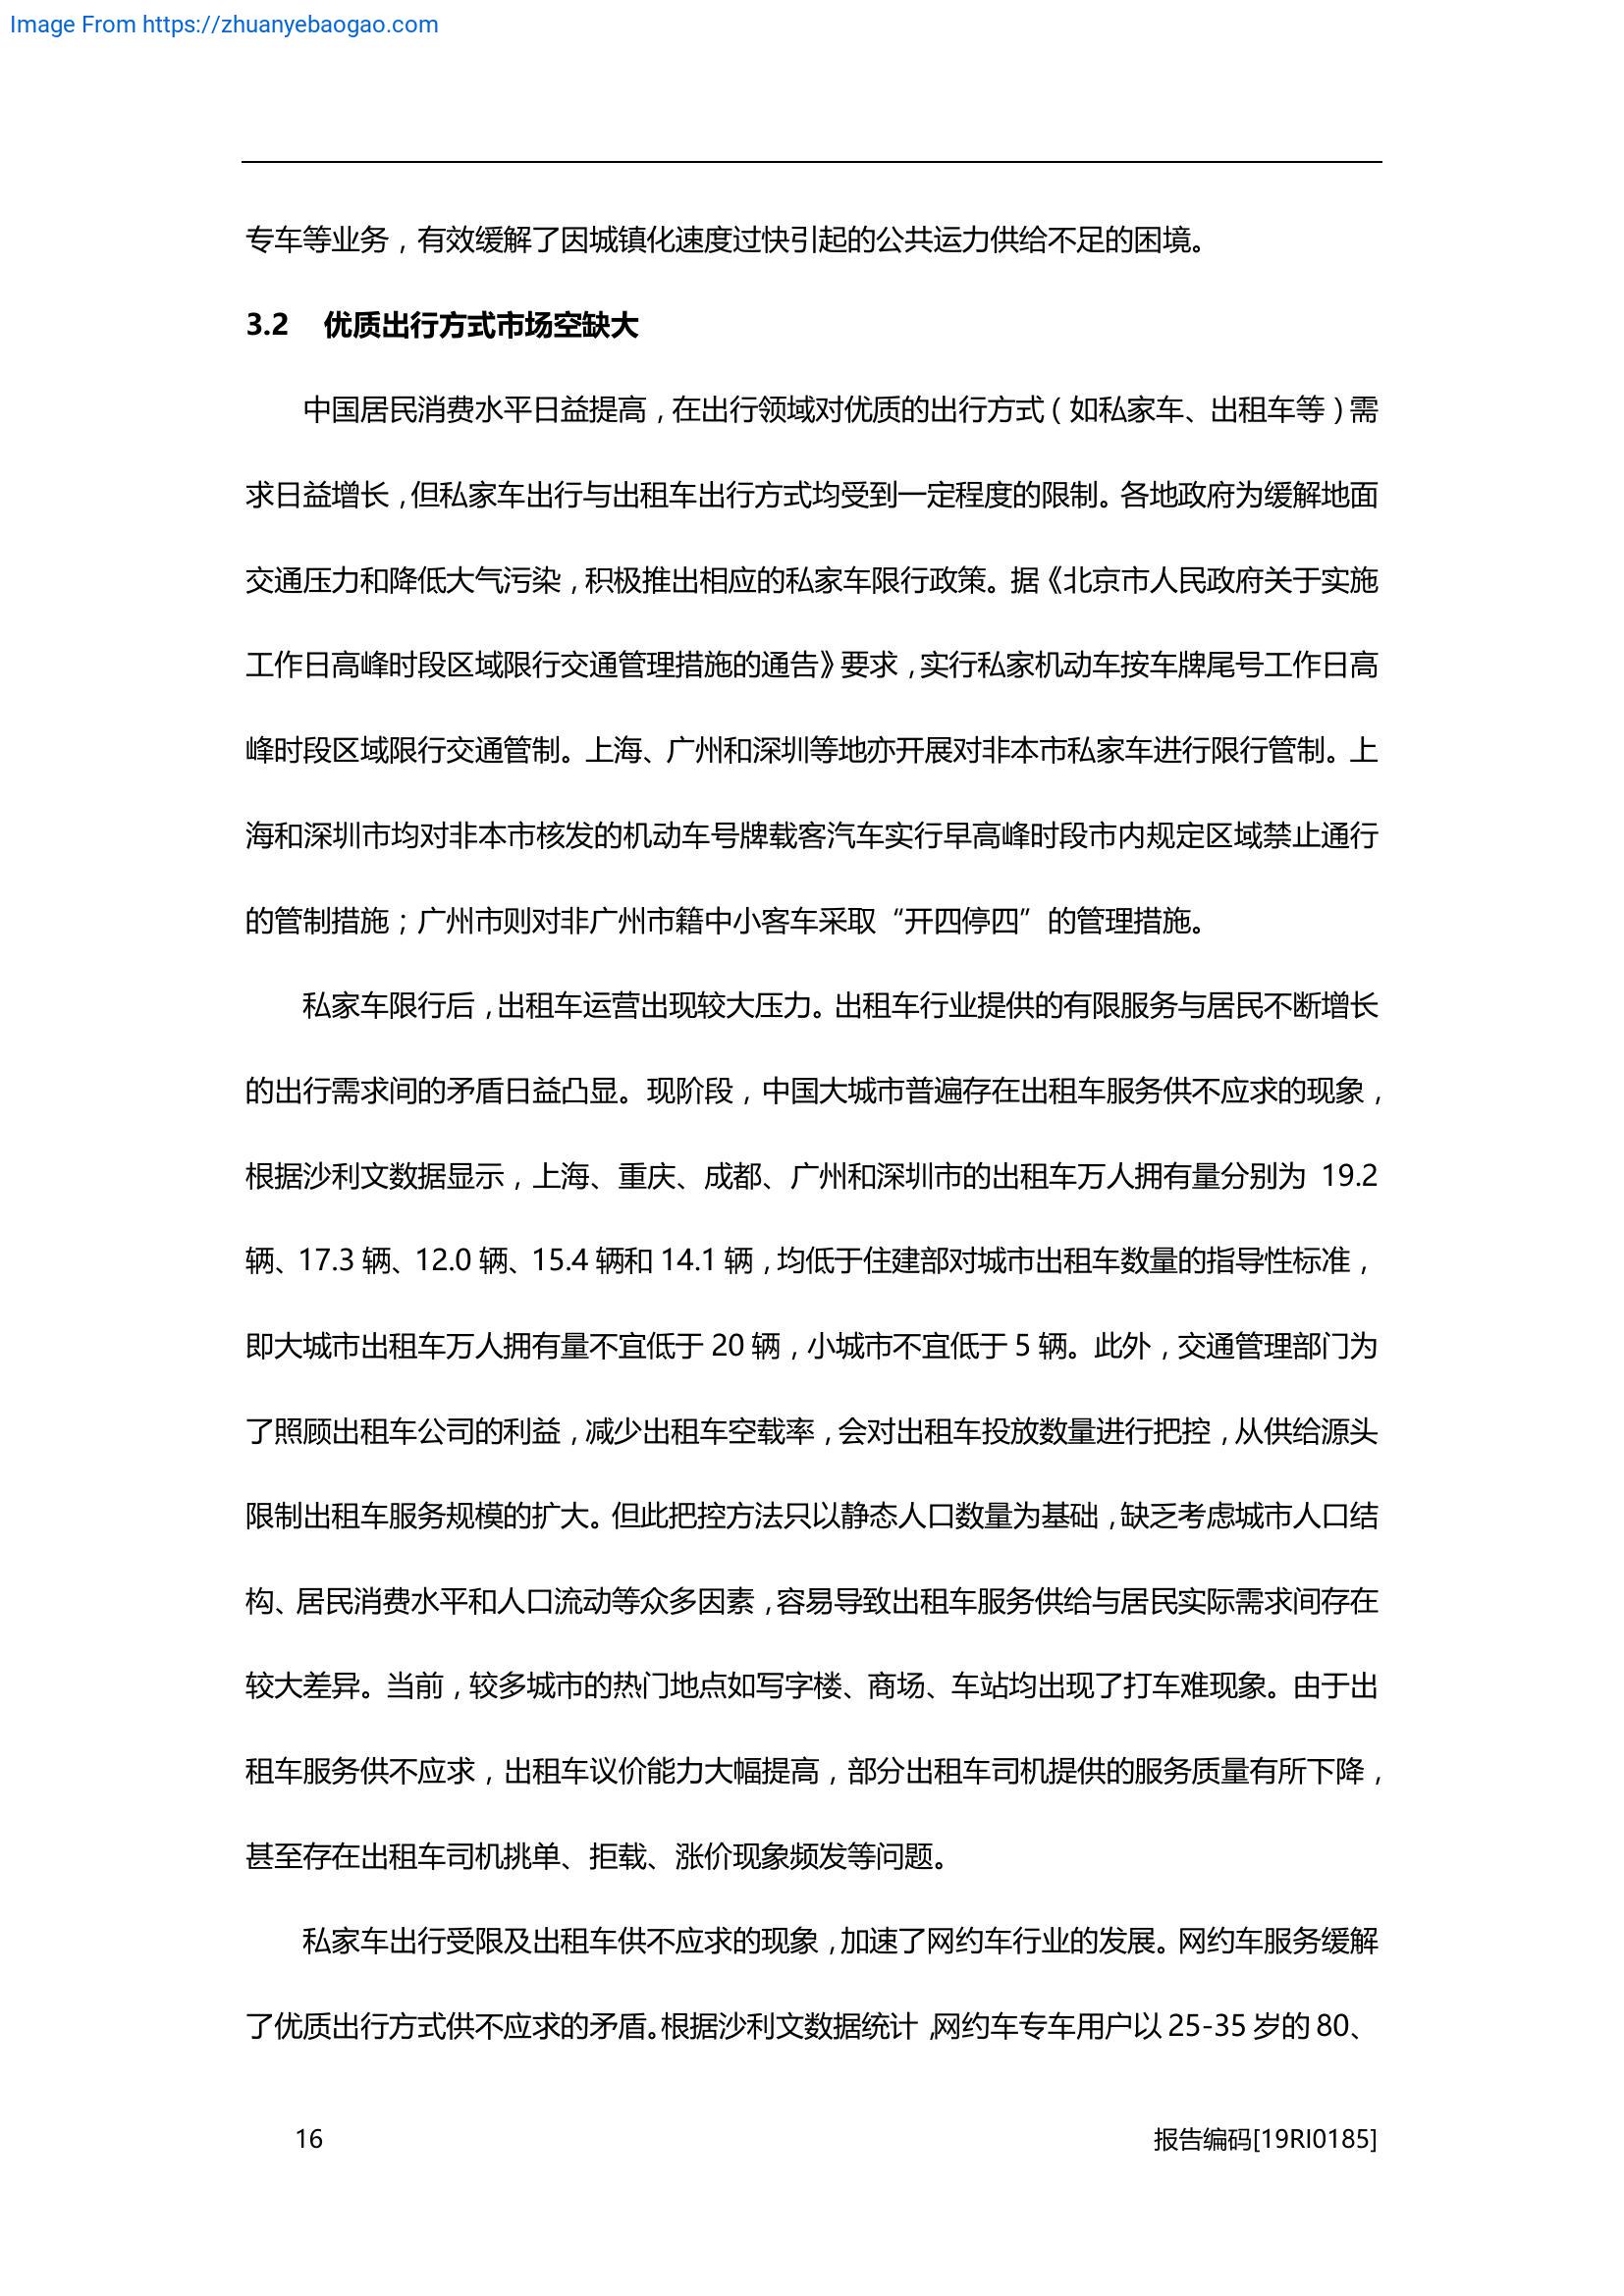 Image From https://zhuanyebaogao.com
专车等业务，有效缓解了因城镇化速度过快引起的公共运力供给不足的困境。
3.2 优质出行方式市场空缺大
中国居民消费水平日益提高，在出行领域对优质的出行方式（如私家车、出租车等）需
求日益增长，但私家车出行与出租车出行方式均受到一定程度的限制。各地政府为缓解地面
交通压力和降低大气污染，积极推出相应的私家车限行政策。据《北京市人民政府关于实施
工作日高峰时段区域限行交通管理措施的通告》要求，实行私家机动车按车牌尾号工作日高
峰时段区域限行交通管制。上海、广州和深圳等地亦开展对非本市私家车进行限行管制。上
海和深圳市均对非本市核发的机动车号牌载客汽车实行早高峰时段市内规定区域禁止通行
的管制措施；广州市则对非广州市籍中小客车采取“开四停四”的管理措施。
私家车限行后，出租车运营出现较大压力。出租车行业提供的有限服务与居民不断增长
的出行需求间的矛盾日益凸显。现阶段，中国大城市普遍存在出租车服务供不应求的现象，
根据沙利文数据显示，上海、重庆、成都、广州和深圳市的出租车万人拥有量分别为 19.2
辆、17.3 辆、12.0 辆、15.4 辆和 14.1 辆，均低于住建部对城市出租车数量的指导性标准，
即大城市出租车万人拥有量不宜低于 20 辆，小城市不宜低于 5 辆。此外，交通管理部门为
了照顾出租车公司的利益，减少出租车空载率，会对出租车投放数量进行把控，从供给源头
限制出租车服务规模的扩大。但此把控方法只以静态人口数量为基础，缺乏考虑城市人口结
构、居民消费水平和人口流动等众多因素，容易导致出租车服务供给与居民实际需求间存在
较大差异。当前，较多城市的热门地点如写字楼、商场、车站均出现了打车难现象。由于出
租车服务供不应求，出租车议价能力大幅提高，部分出租车司机提供的服务质量有所下降，
甚至存在出租车司机挑单、拒载、涨价现象频发等问题。
私家车出行受限及出租车供不应求的现象，加速了网约车行业的发展。网约车服务缓解
了优质出行方式供不应求的矛盾。根据沙利文数据统计，网约车专车用户以 25-35 岁的 80、
16 报告编码[19RI0185]